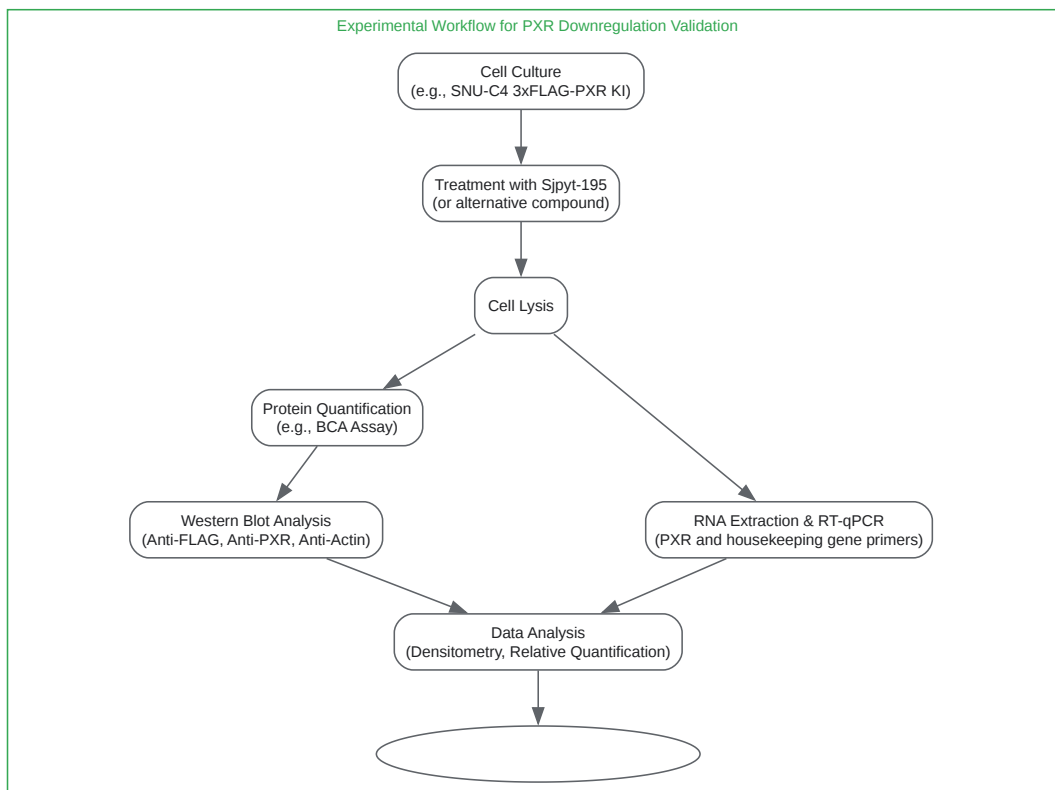 Experimental Workflow for PXR Downregulation Validation
Cell Culture
(e.g., SNU-C4 3xFLAG-PXR KI)
Treatment with Sjpyt-195
(or alternative compound)
Cell Lysis
Protein Quantification
(e.g., BCA Assay)
Western Blot Analysis
(Anti-FLAG, Anti-PXR, Anti-Actin)
RNA Extraction & RT-qPCR
(PXR and housekeeping gene primers)
Data Analysis
(Densitometry, Relative Quantification)